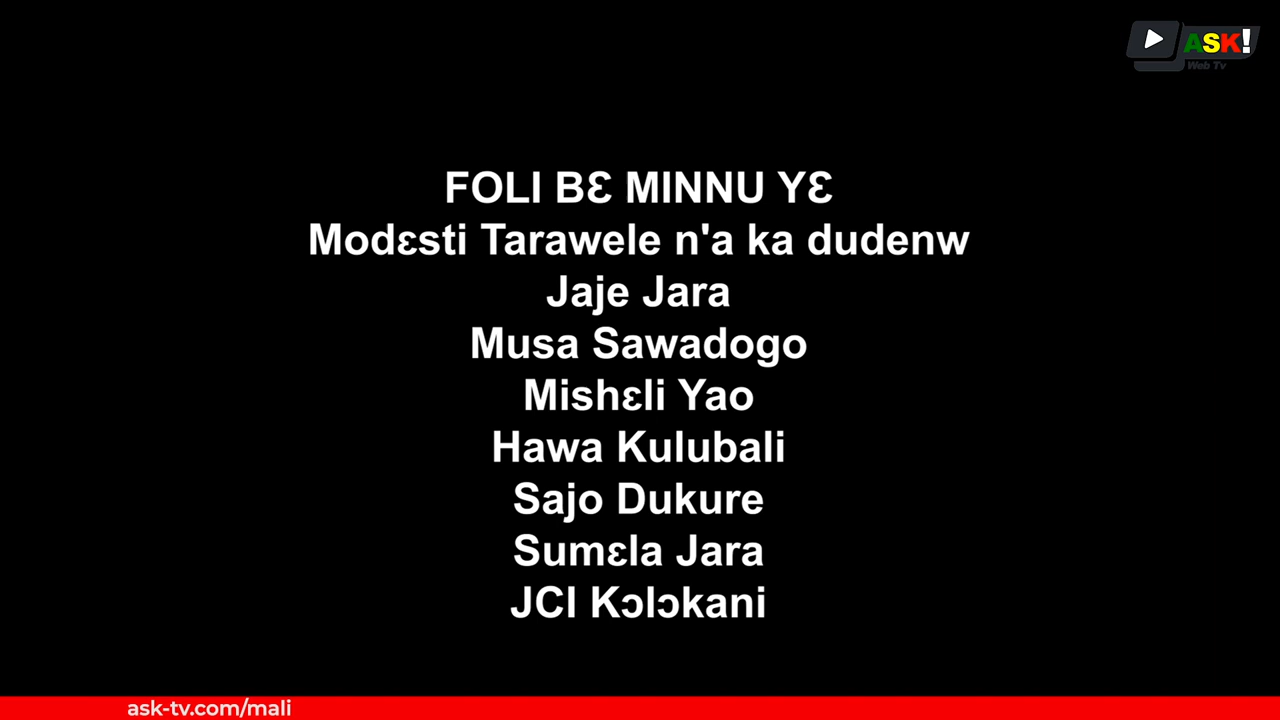 ASK!
Web Tv
FOLI BƐ MINNU YƐ
Modɛsti Tarawele n'a ka dudenw
Jaje Jara
Musa Sawadogo
Mishɛli Yao
Hawa Kulubali
Sajo Dukure
Sumɛla Jara
JCI Kɔlɔkani
ask-tv.com/mali